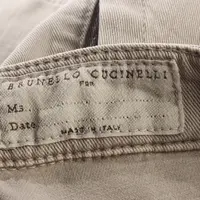 BRUNELLO CUCINELLI
FOR
Ms.
Date
MADE IN ITALY